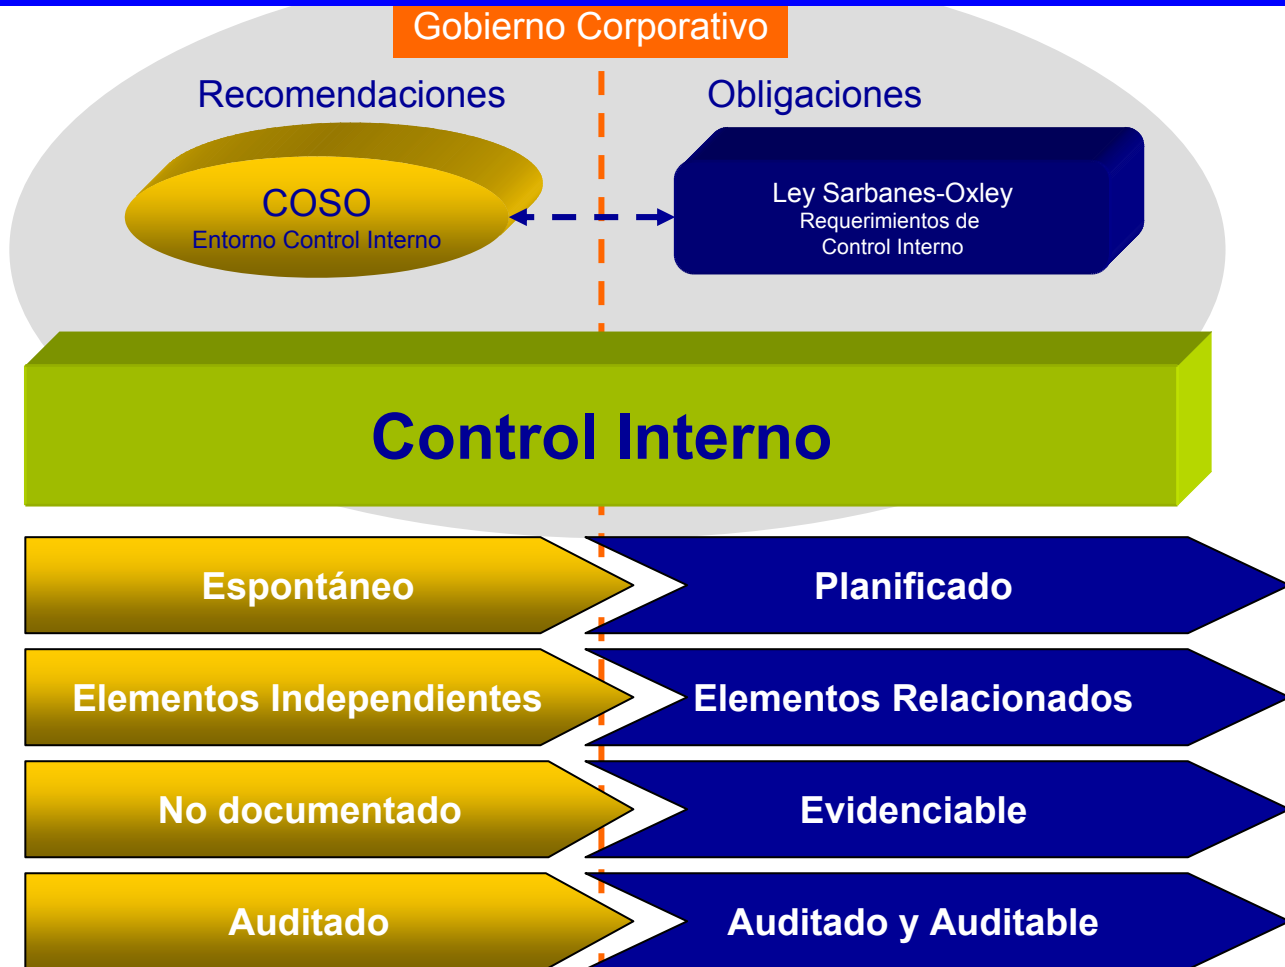 Gobierno Corporativo
Recomendaciones
Obligaciones
COSO
Entorno Control Interno
Ley Sarbanes-Oxley
Requerimientos de
Control Interno
Control Interno
Espontáneo
Planificado
Elementos Independientes
Elementos Relacionados
No documentado
Evidenciable
Auditado
Auditado y Auditable